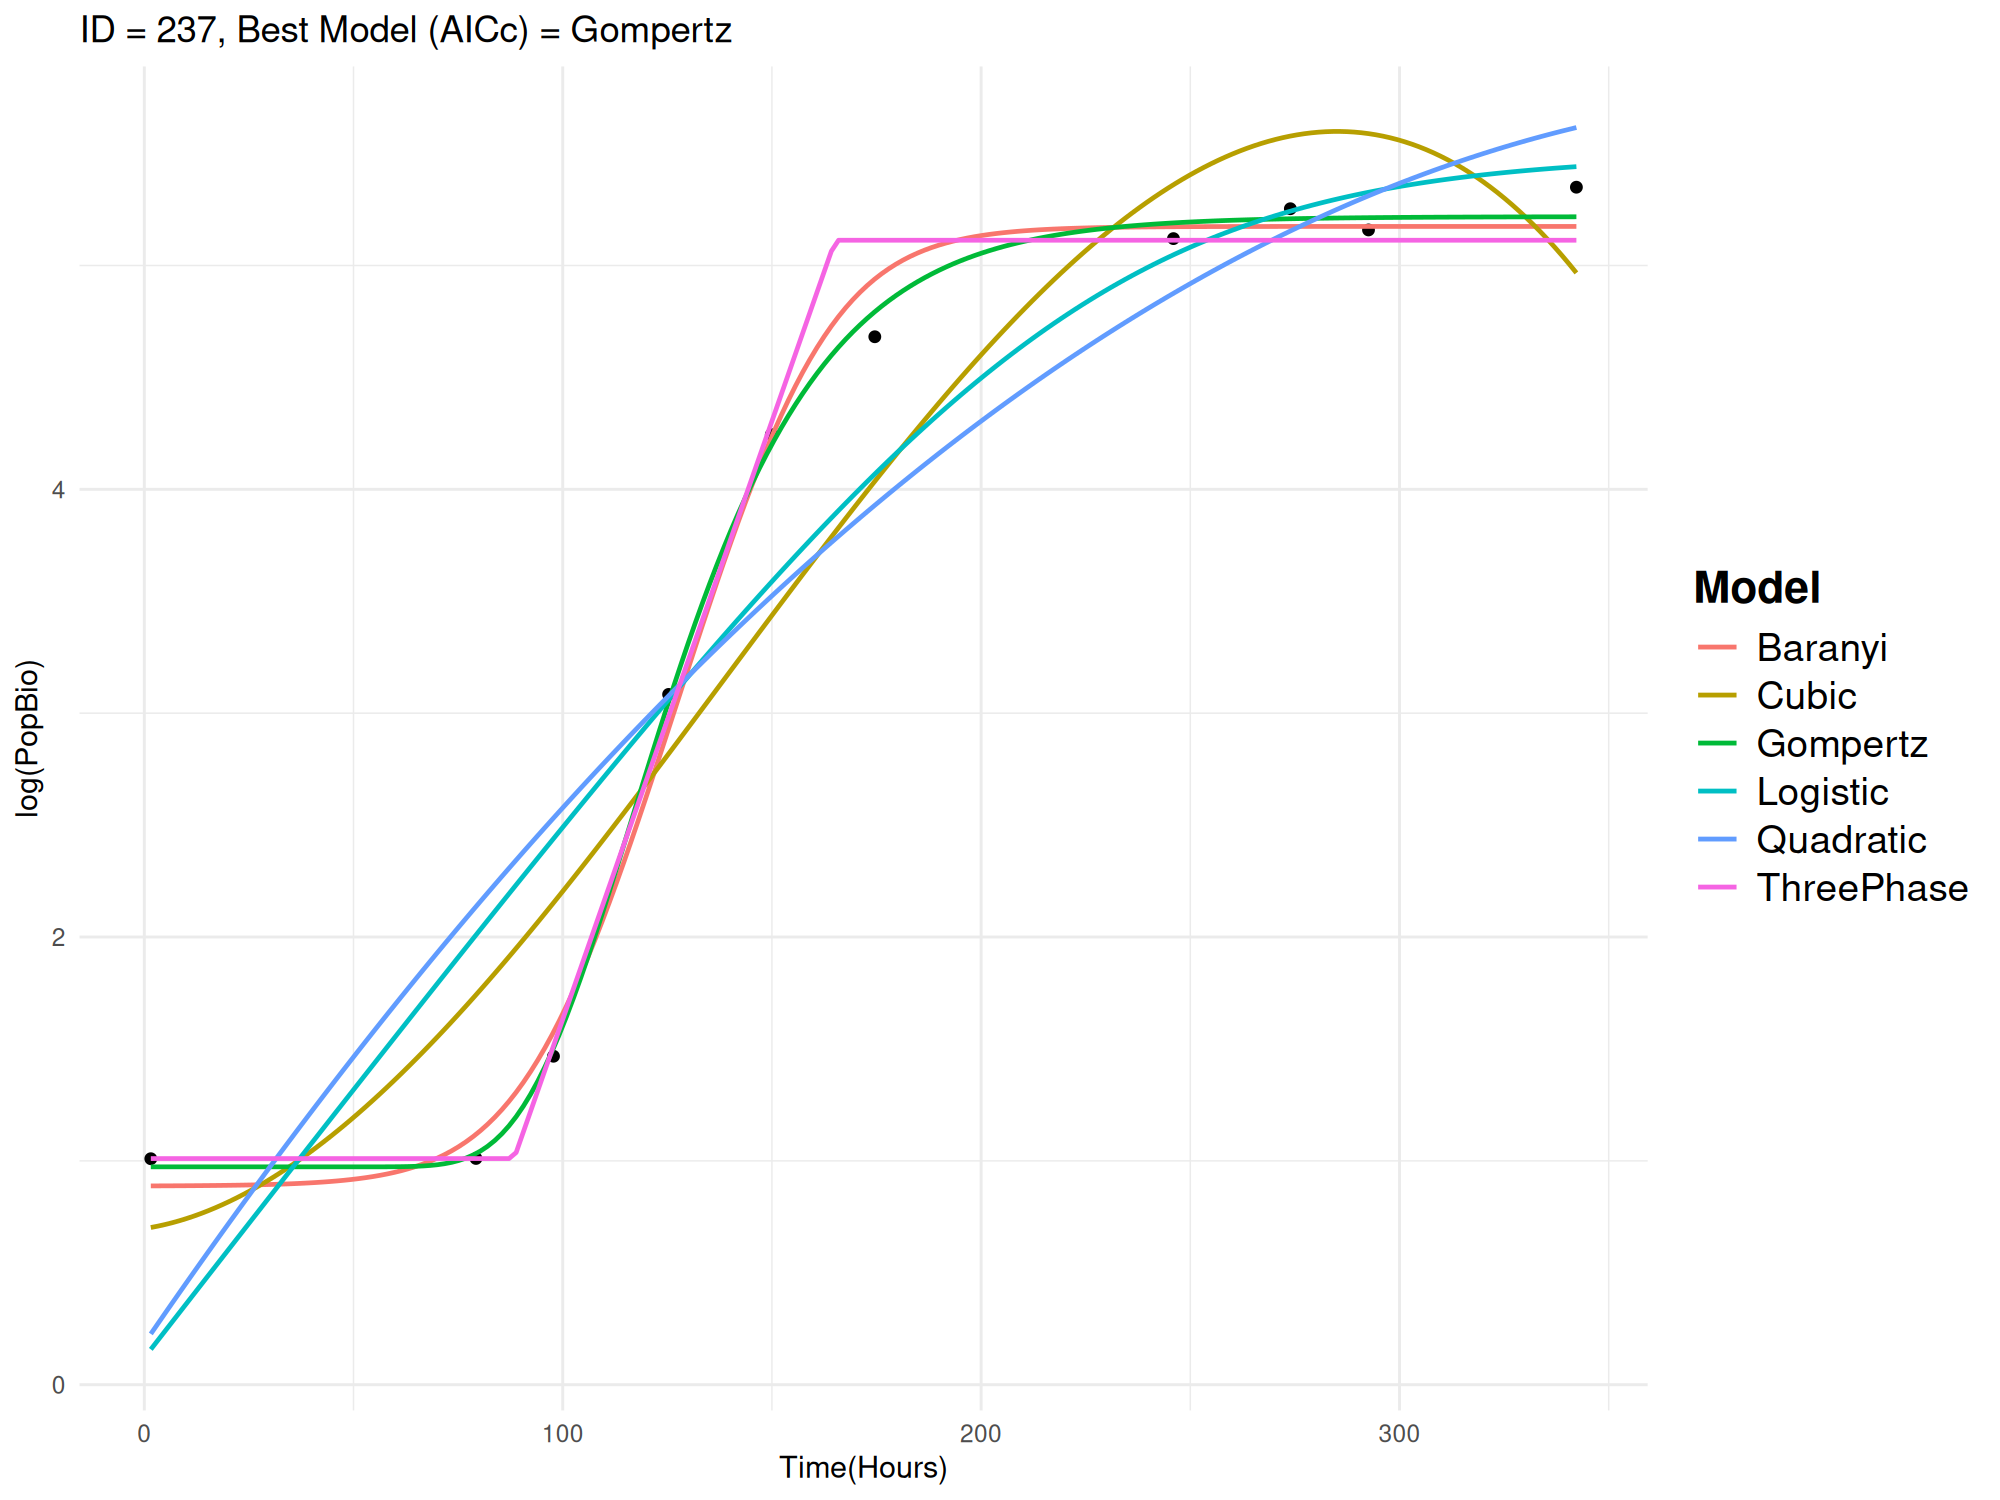 ID = 237, Best Model (AICc) = Gompertz
log(PopBio)
4
2
0
0
100
200
300
Time(Hours)
Model
Baranyi
Cubic
Gompertz
Logistic
Quadratic
ThreePhase